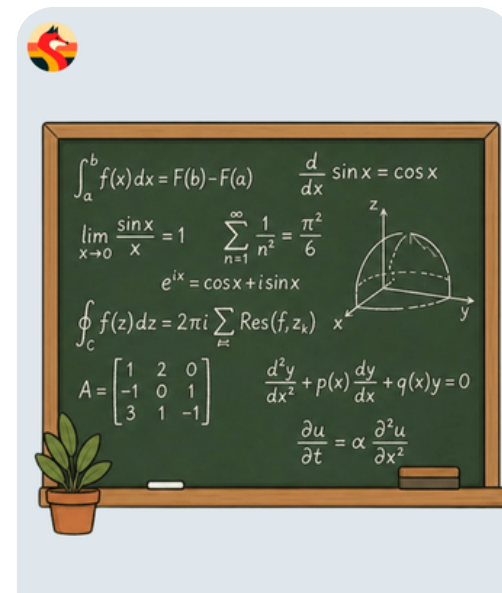 ∫_a^b f(x) dx = F(b) – F(a)
d/dx sin x = cos x
lim_{x→0} sin x / x = 1
∑_{n=1}^∞ 1/n² = π²/6
z
e^{ix} = cos x + i sin x
∮_C f(z) dz = 2πi ∑ Res(f, z_k)
x
y
A = [1 2 0
-1 0 1
3 1 -1]
d²y/dx² + p(x) dy/dx + q(x)y = 0
∂u/∂t = α ∂²u/∂x²